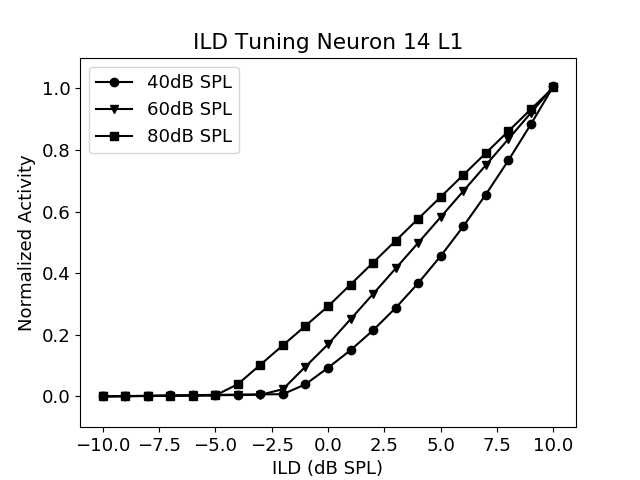 ILD Tuning Neuron 14 L1
40dB SPL
60dB SPL
80dB SPL
Normalized Activity
1.0
0.8
0.6
0.4
0.2
0.0
−10.0 −7.5 −5.0 −2.5 0.0 2.5 5.0 7.5 10.0
ILD (dB SPL)